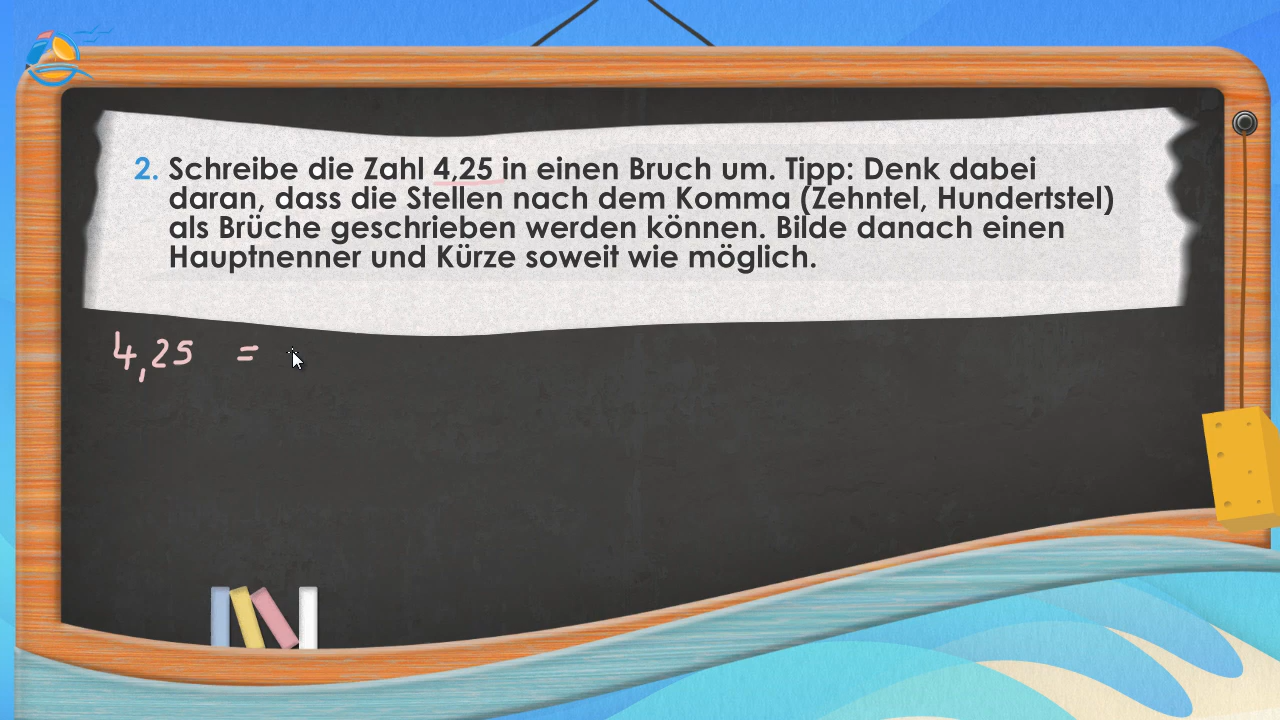 2. Schreibe die Zahl 4,25 in einen Bruch um. Tipp: Denk dabei
daran, dass die Stellen nach dem Komma (Zehntel, Hundertstel)
als Brüche geschrieben werden können. Bilde danach einen
Hauptnenner und Kürze soweit wie möglich.
4,25 =